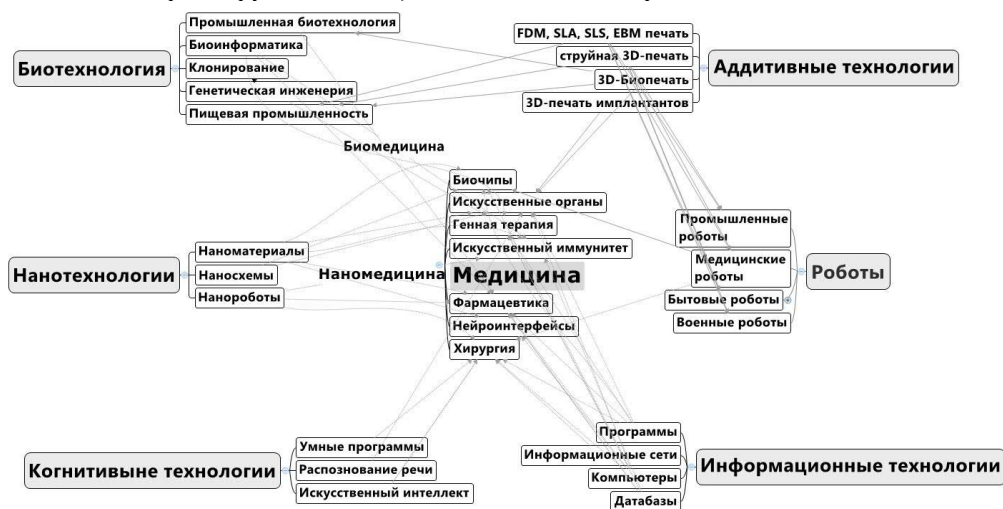 Биотехнология
Промышленная биотехнология
Биоинформатика
Клонирование
Генетическая инженерия
Пищевая промышленность
FDM, SLA, SLS, EBM печать
струйная 3D-печать
3D-Биопечать
3D-печать имплантантов
Аддитивные технологии
Биомедицина
Биочипы
Искусственные органы
Генная терапия
Искусственный иммунитет
Наномедицина
Медицина
Фармацевтика
Нейроинтерфейсы
Хирургия
Нанотехнологии
Наноматериалы
Наносхемы
Нанороботы
Промышленные
роботы
Медицинские
роботы
Бытовые роботы
Военные роботы
Роботы
Когнитивыне технологии
Умные программы
Распознование речи
Искусственный интеллект
Программы
Информационные сети
Компьютеры
Датабазы
Информационные технологии